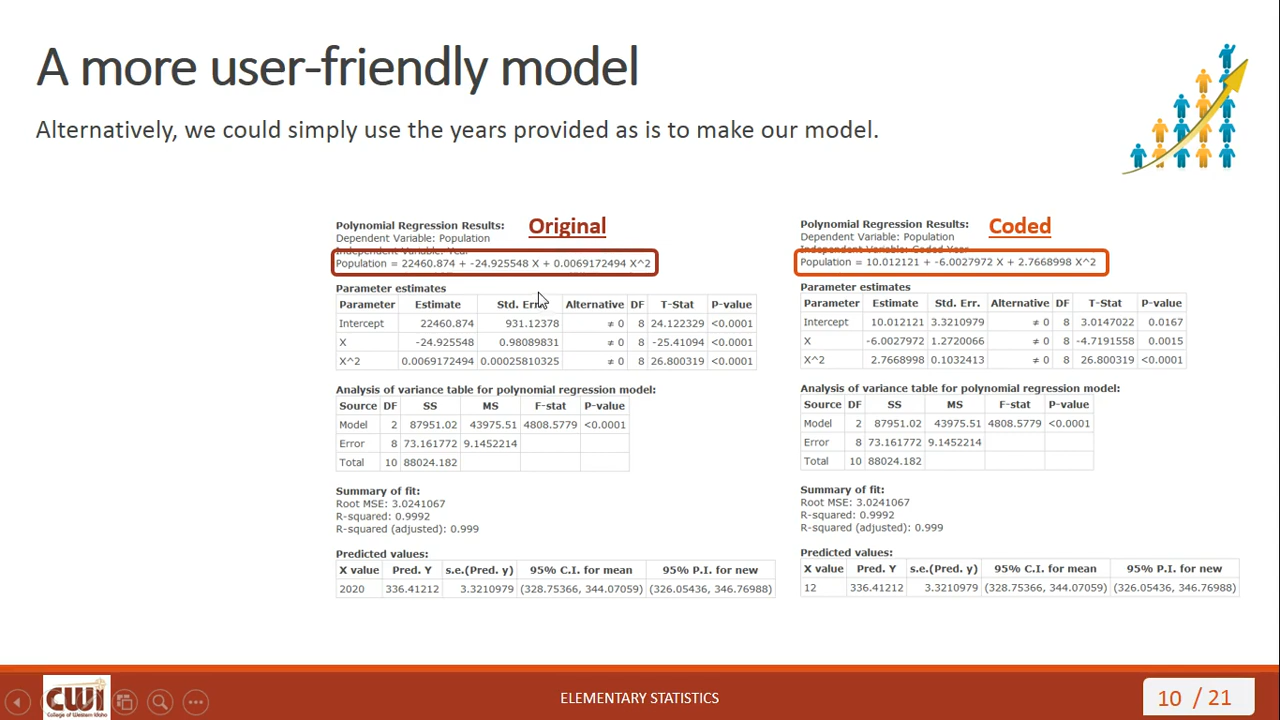 A more user-friendly model
Alternatively, we could simply use the years provided as is to make our model.
Original
Polynomial Regression Results:
Dependent Variable: Population
Independent Variable: Year
Population = 22460.874 + -24.925548 X + 0.0069172494 X^2
Parameter estimates
Parameter Estimate Std. Err. Alternative DF T-Stat P-value
Intercept 22460.874 931.12378 ≠ 0 8 24.122329 <0.0001
X -24.925548 0.98089831 ≠ 0 8 -25.41094 <0.0001
X^2 0.0069172494 0.00025810325 ≠ 0 8 26.800319 <0.0001
Analysis of variance table for polynomial regression model:
Source DF SS MS F-stat P-value
Model 2 87951.02 43975.51 4808.5779 <0.0001
Error 8 73.161772 9.1452214
Total 10 88024.182
Summary of fit:
Root MSE: 3.0241067
R-squared: 0.9992
R-squared (adjusted): 0.999
Predicted values:
X value Pred. Y s.e.(Pred. y) 95% C.I. for mean 95% P.I. for new
2020 336.41212 3.3210979 (328.75366, 344.07059) (326.05436, 346.76988)
Coded
Polynomial Regression Results:
Dependent Variable: Population
Independent Variable: Coded Year
Population = 10.012121 + -6.0027972 X + 2.7668998 X^2
Parameter estimates
Parameter Estimate Std. Err. Alternative DF T-Stat P-value
Intercept 10.012121 3.3210979 ≠ 0 8 3.0147022 0.0167
X -6.0027972 1.2720066 ≠ 0 8 -4.7191558 0.0015
X^2 2.7668998 0.1032413 ≠ 0 8 26.800319 <0.0001
Analysis of variance table for polynomial regression model:
Source DF SS MS F-stat P-value
Model 2 87951.02 43975.51 4808.5779 <0.0001
Error 8 73.161772 9.1452214
Total 10 88024.182
Summary of fit:
Root MSE: 3.0241067
R-squared: 0.9992
R-squared (adjusted): 0.999
Predicted values:
X value Pred. Y s.e.(Pred. y) 95% C.I. for mean 95% P.I. for new
12 336.41212 3.3210979 (328.75366, 344.07059) (326.05436, 346.76988)
CWI
College of Western Idaho
ELEMENTARY STATISTICS
10 / 21